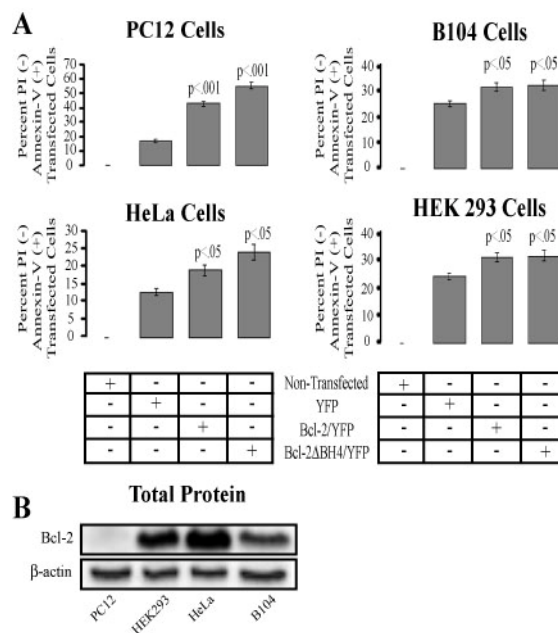 A
PC12 Cells
B104 Cells
Percent PI (-)
Annexin-V (+)
Transfected Cells
70
60
50
40
30
20
10
0
p<.001
p<.001
Percent PI (-)
Annexin-V (+)
Transfected Cells
40
30
20
10
0
p<.05
p<.05
HeLa Cells
HEK 293 Cells
Percent PI (-)
Annexin-V (+)
Transfected Cells
25
20
15
10
5
0
p<.05
p<.05
Percent PI (-)
Annexin-V (+)
Transfected Cells
40
30
20
10
0
p<.05
p<.05
+ - - - Non-Transfected + - - -
- + - - YFP - + - -
- - + - Bcl-2/YFP - - + -
- - - + Bcl-2ΔBH4/YFP - - - +
B
Total Protein
Bcl-2
β-actin
PC12
HEK293
HeLa
B104